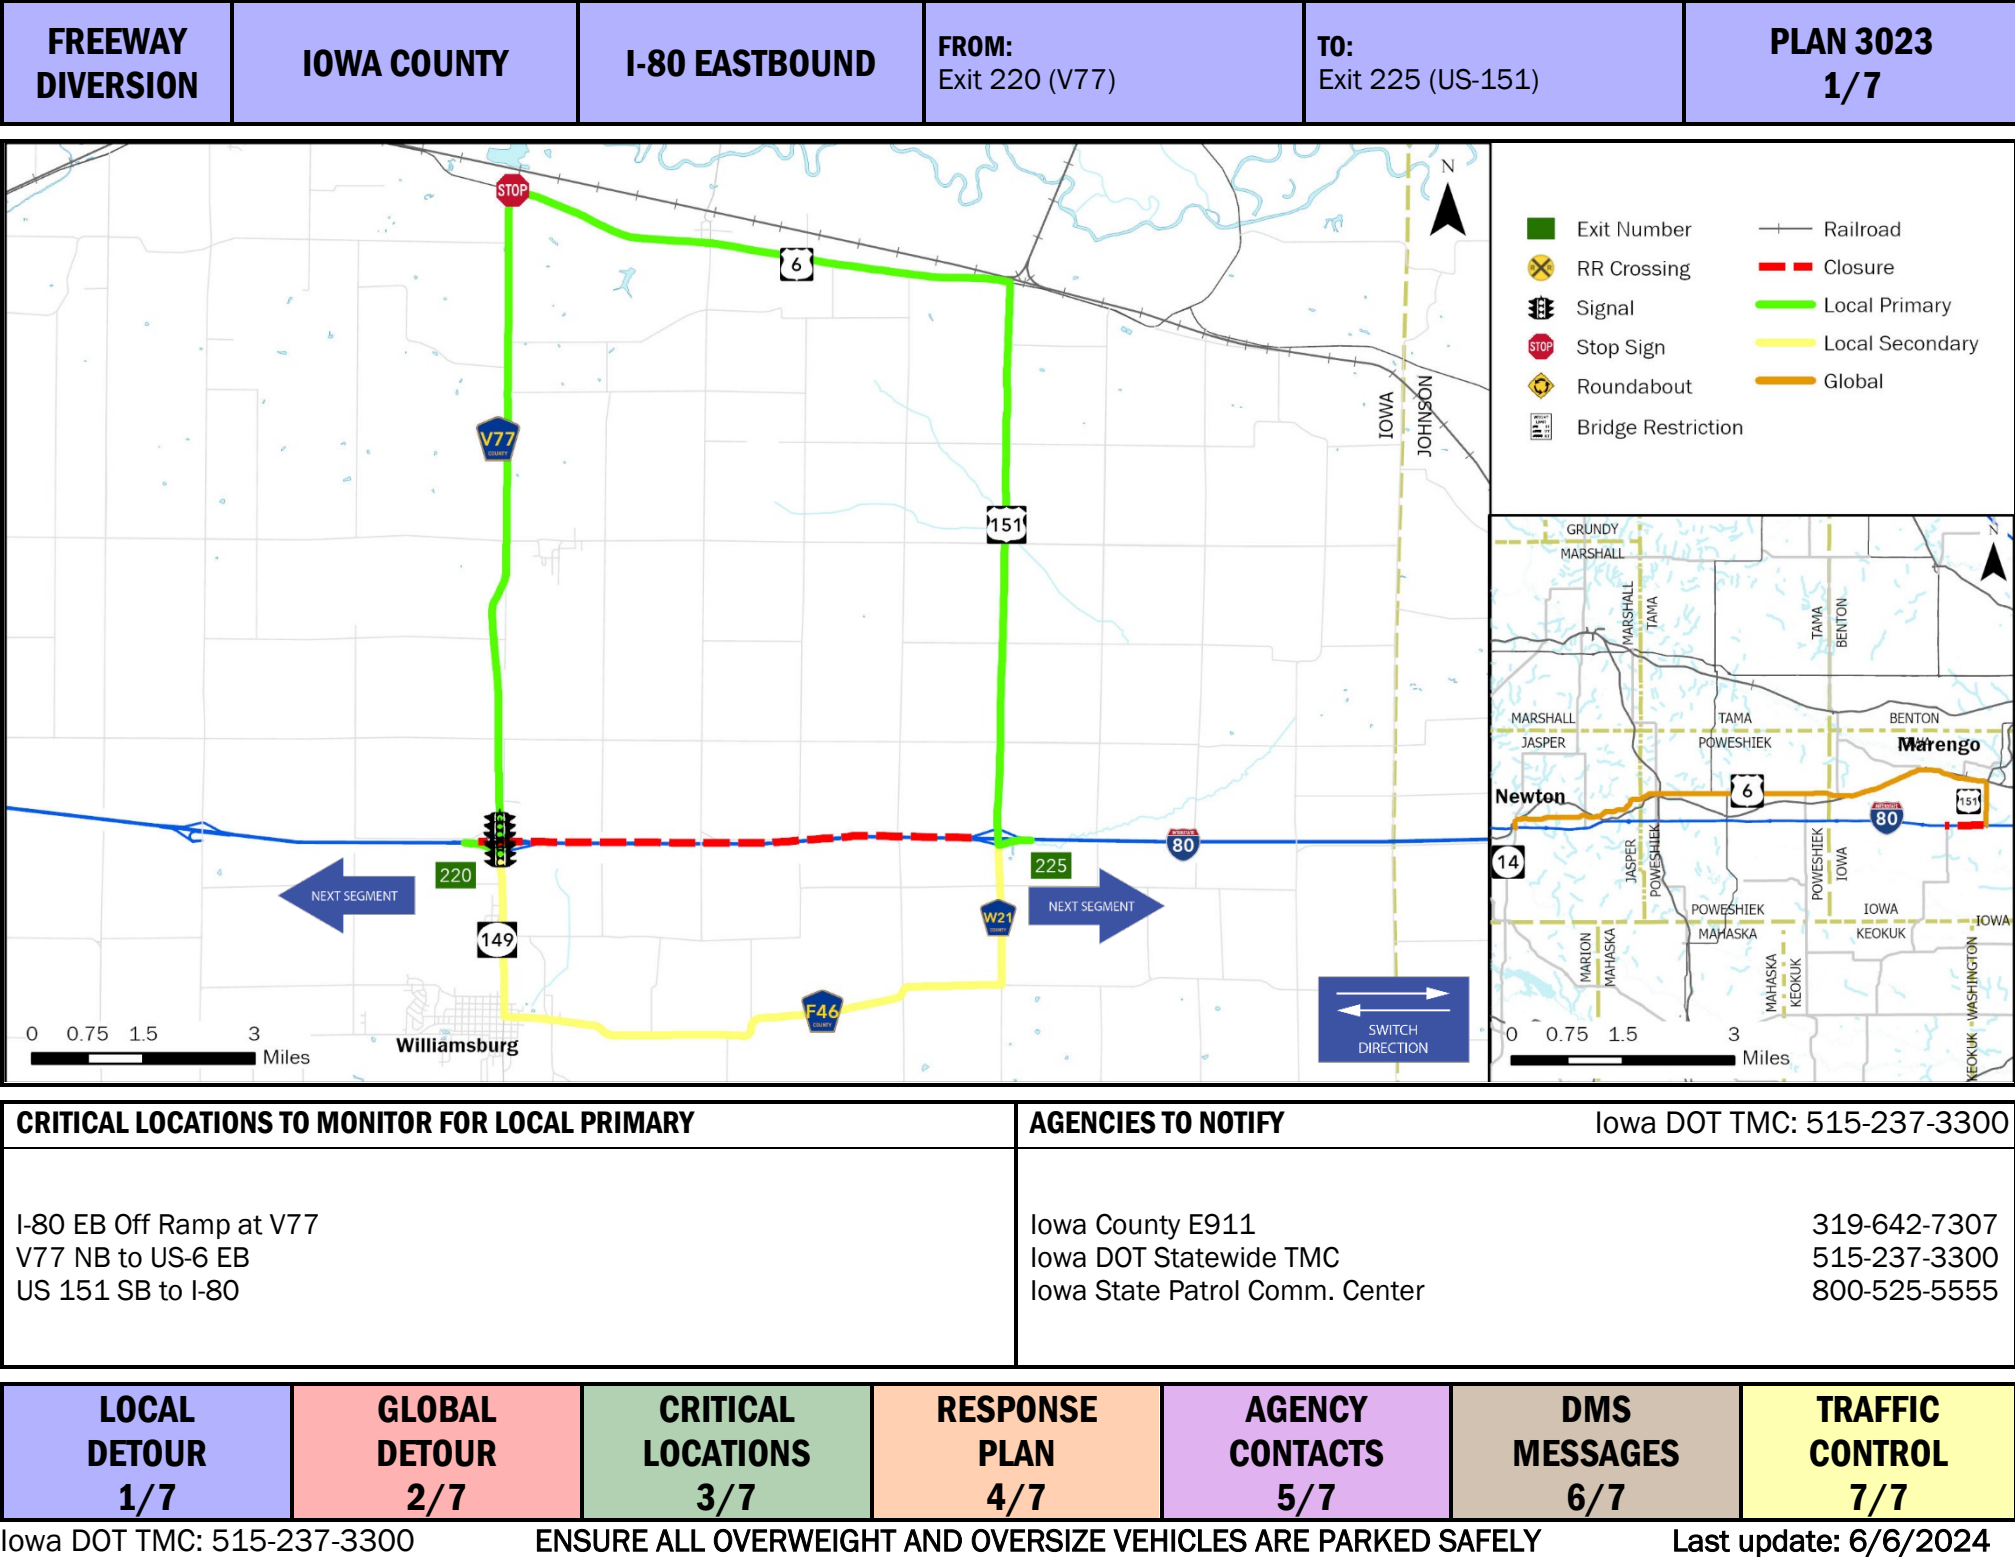 FREEWAY
DIVERSION
IOWA COUNTY
I-80 EASTBOUND
FROM:
Exit 220 (V77)
TO:
Exit 225 (US-151)
PLAN 3023
1/7
STOP
6
V77
COUNTY
151
IOWA
JOHNSON
N
220
225
80
NEXT SEGMENT
NEXT SEGMENT
149
W21
COUNTY
F46
COUNTY
Williamsburg
0 0.75 1.5 3
Miles
SWITCH
DIRECTION
Exit Number
RR Crossing
Signal
STOP
Stop Sign
Roundabout
Bridge Restriction
Railroad
Closure
Local Primary
Local Secondary
Global
GRUNDY
MARSHALL
N
MARSHALL
TAMA
TAMA
BENTON
MARSHALL
TAMA
BENTON
JASPER
POWESHIEK
Marengo
Newton
6
151
80
14
JASPER
POWESHIEK
POWESHIEK
IOWA
POWESHIEK
IOWA
IOWA
MAHASKA
KEOKUK
MARION
MAHASKA
MAHASKA
KEOKUK
KEOKUK
WASHINGTON
0 0.75 1.5 3
Miles
CRITICAL LOCATIONS TO MONITOR FOR LOCAL PRIMARY
I-80 EB Off Ramp at V77
V77 NB to US-6 EB
US 151 SB to I-80
AGENCIES TO NOTIFY Iowa DOT TMC: 515-237-3300
Iowa County E911 319-642-7307
Iowa DOT Statewide TMC 515-237-3300
Iowa State Patrol Comm. Center 800-525-5555
LOCAL
DETOUR
1/7
GLOBAL
DETOUR
2/7
CRITICAL
LOCATIONS
3/7
RESPONSE
PLAN
4/7
AGENCY
CONTACTS
5/7
DMS
MESSAGES
6/7
TRAFFIC
CONTROL
7/7
Iowa DOT TMC: 515-237-3300 ENSURE ALL OVERWEIGHT AND OVERSIZE VEHICLES ARE PARKED SAFELY Last update: 6/6/2024